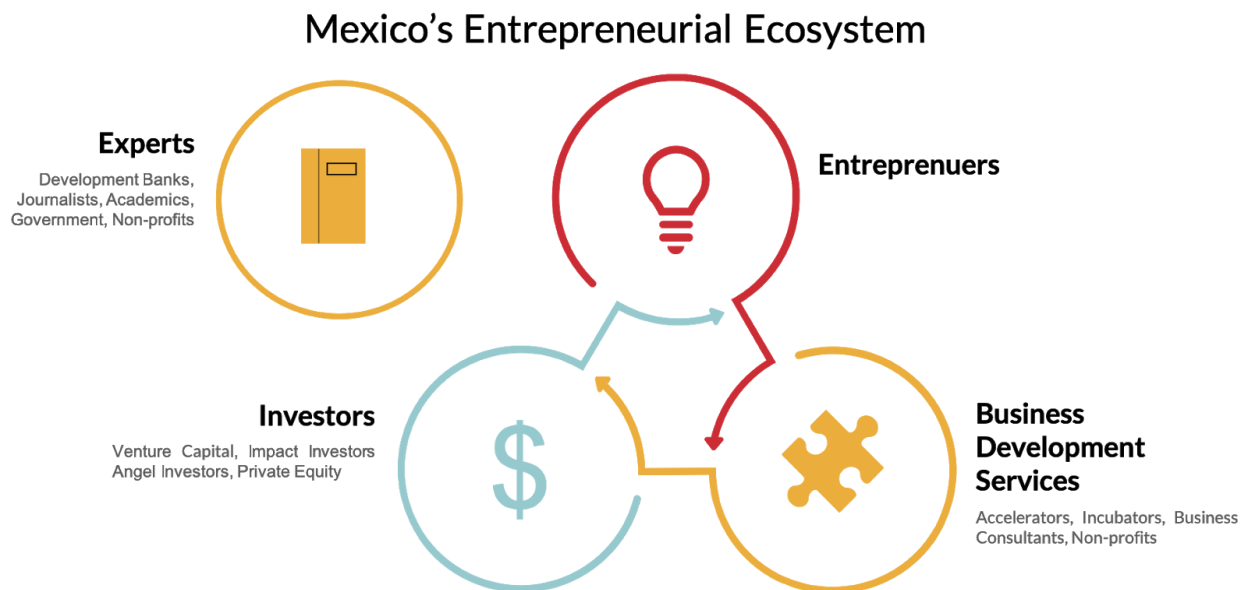 Mexico’s Entrepreneurial Ecosystem
Experts
Development Banks,
Journalists, Academics,
Government, Non-profits
Entreprenuers
Investors
Venture Capital, Impact Investors
Angel Investors, Private Equity
$
Business
Development
Services
Accelerators, Incubators, Business
Consultants, Non-profits